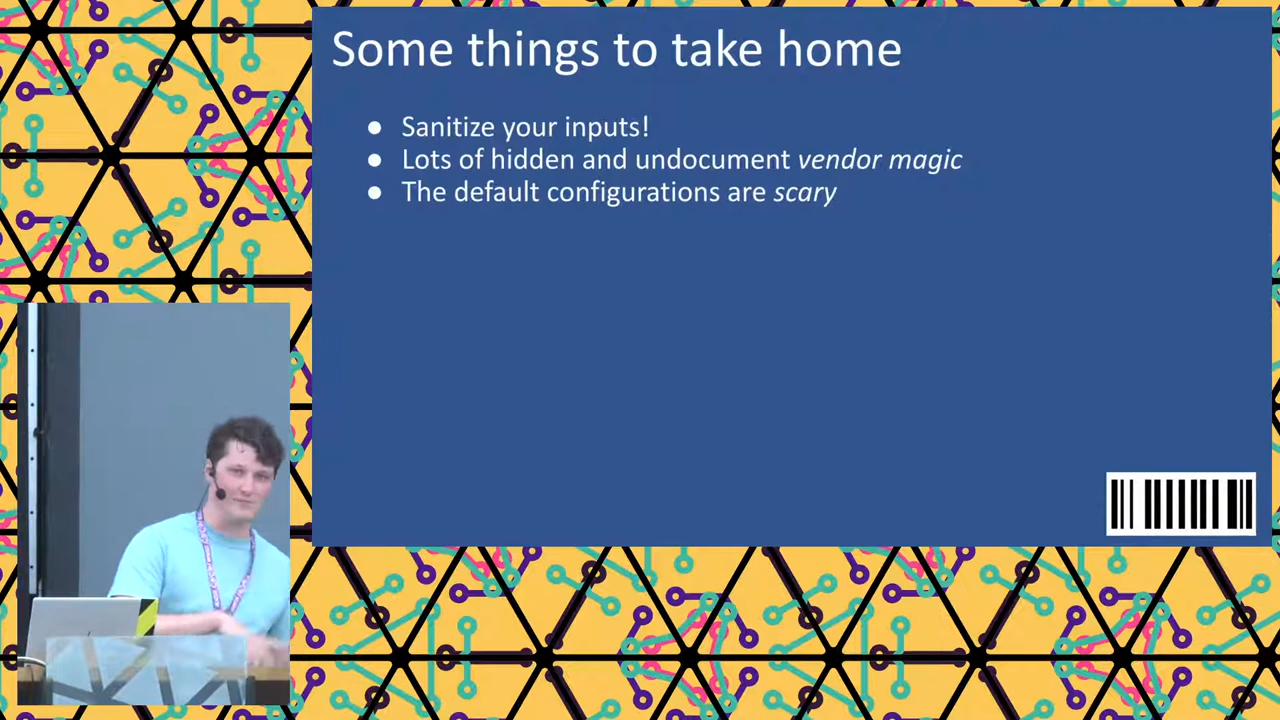 Some things to take home
● Sanitize your inputs!
● Lots of hidden and undocument vendor magic
● The default configurations are scary